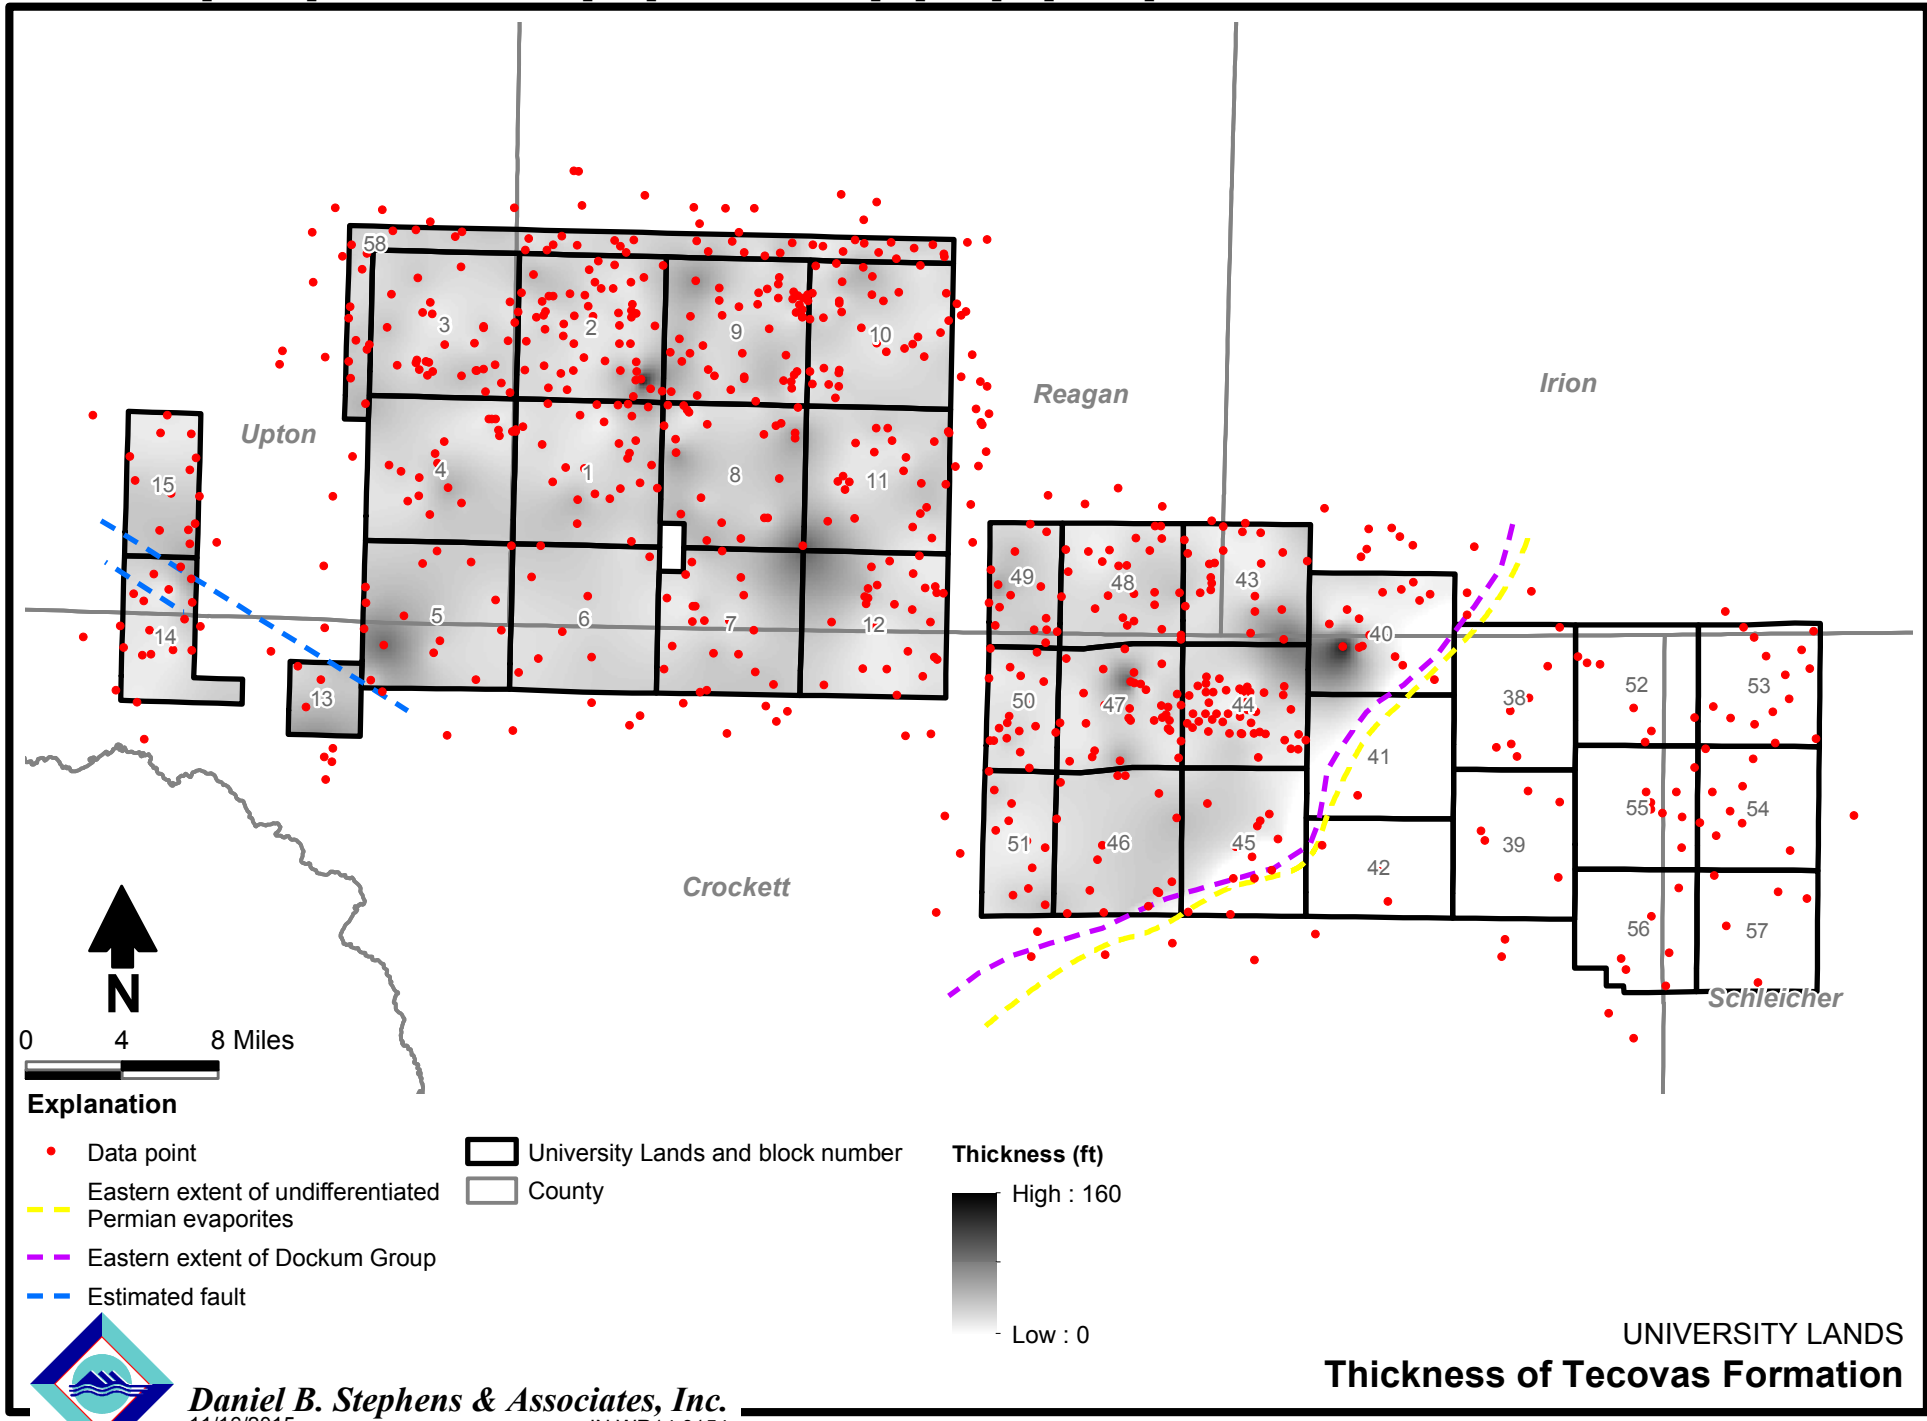 58
3
2
9
10
Reagan
Irion
Upton
4
1
8
11
15
49
48
43
5
6
7
12
14
40
13
50
47
44
38
52
53
41
55
54
51
46
45
39
42
Crockett
56
57
N
Schleicher
0 4 8 Miles
Explanation
Data point
Eastern extent of undifferentiated
Permian evaporites
Eastern extent of Dockum Group
Estimated fault
University Lands and block number
County
Thickness (ft)
High : 160
Low : 0
UNIVERSITY LANDS
Thickness of Tecovas Formation
Daniel B. Stephens & Associates, Inc.